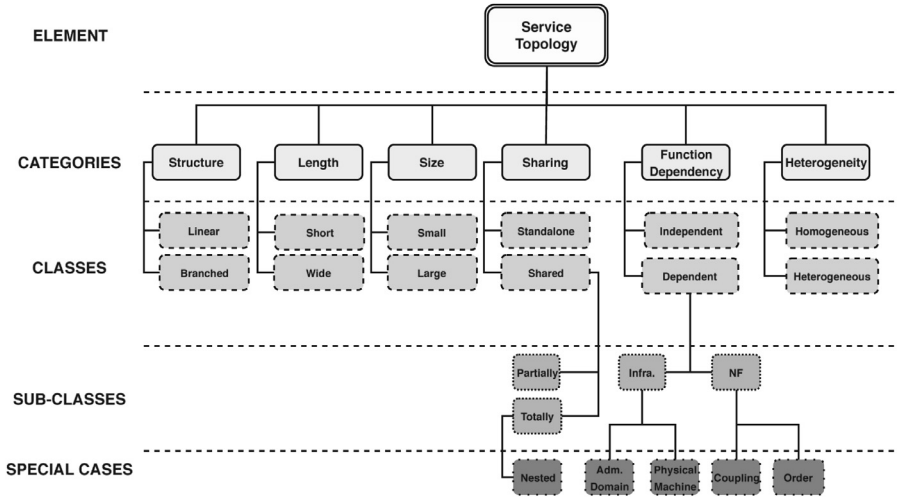 ELEMENT
Service
Topology
CATEGORIES
Structure
Length
Size
Sharing
Function
Dependency
Heterogeneity
CLASSES
Linear
Short
Small
Standalone
Independent
Homogeneous
Branched
Wide
Large
Shared
Dependent
Heterogeneous
SUB-CLASSES
Partially
Infra.
NF
Totally
SPECIAL CASES
Nested
Adm.
Domain
Physical
Machine
Coupling
Order